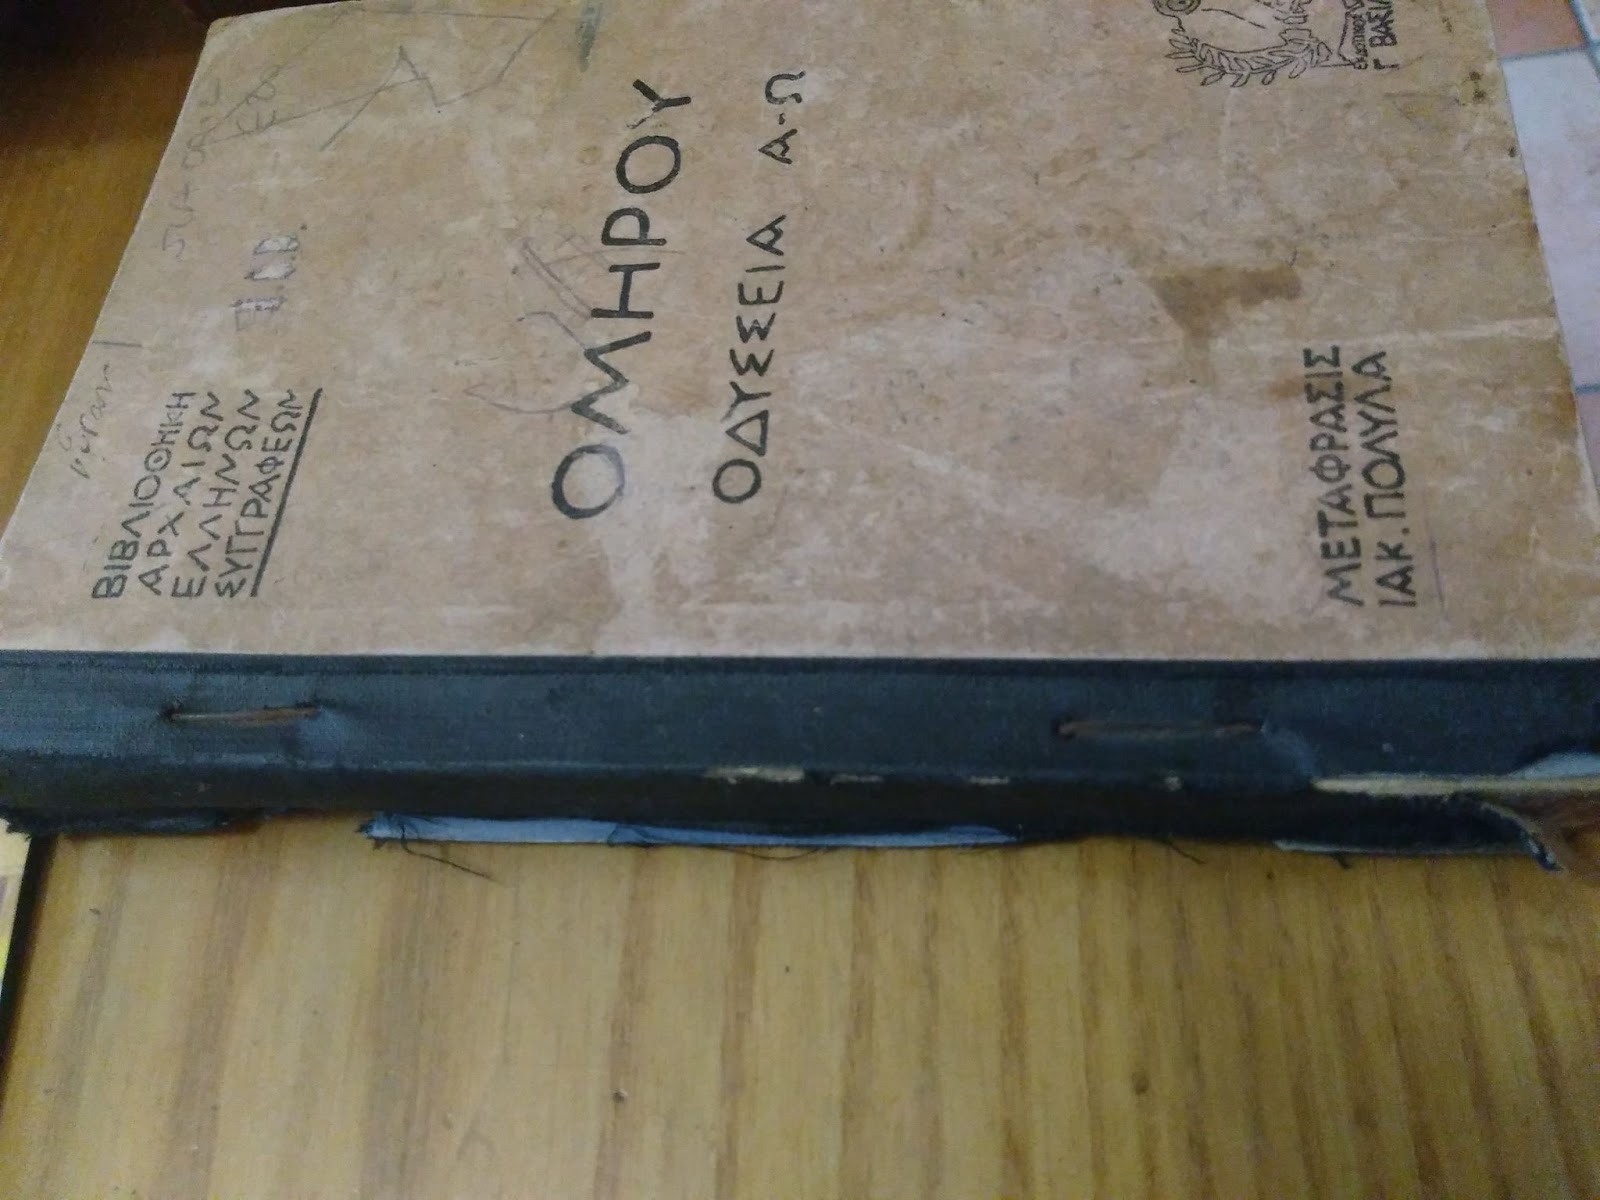 ΒΙΒΛΙΟΘΗΚΗ
ΑΡΧΑΙΩΝ
ΕΛΛΗΝΩΝ
ΣΥΓΓΡΑΦΕΩΝ
ΟΜΗΡΟΥ
ΟΔΥΣΣΕΙΑ Α-Ω
ΜΕΤΑΦΡΑΣΙΣ
ΙΑΚ. ΠΟΛΥΛΑ